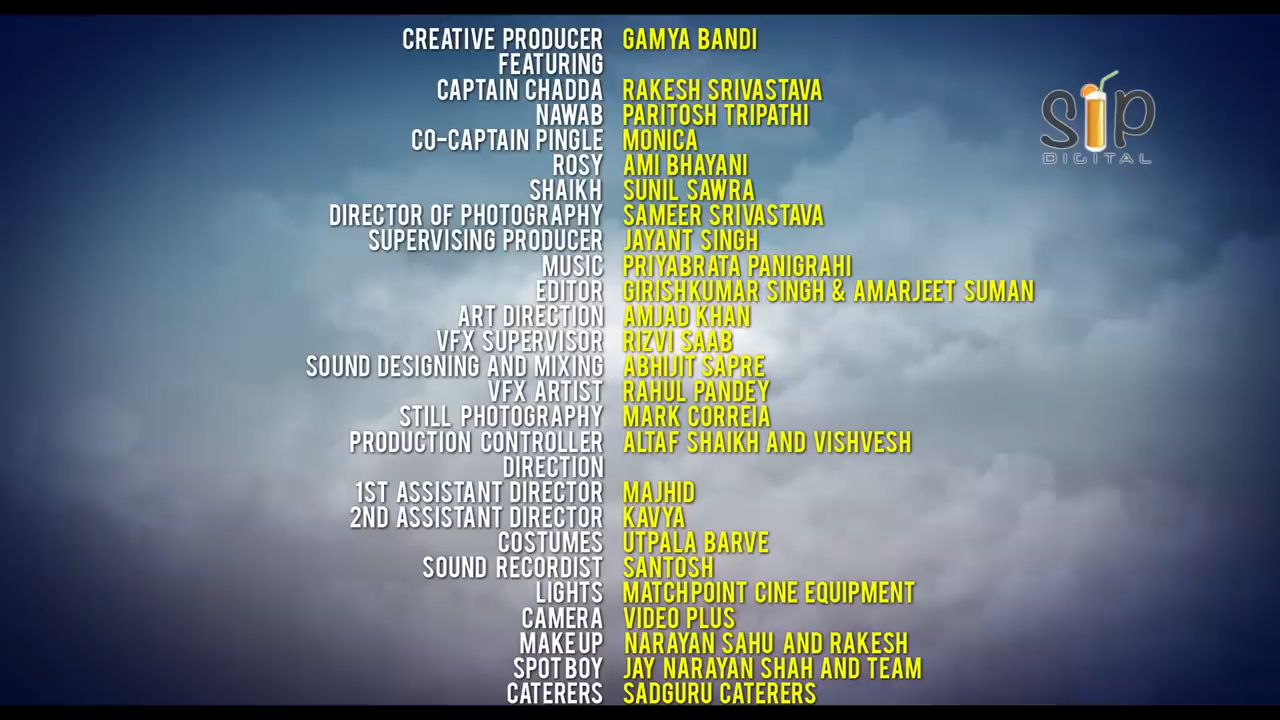 CREATIVE PRODUCER GAMYA BANDI
FEATURING
CAPTAIN CHADDA RAKESH SRIVASTAVA
NAWAB PARITOSH TRIPATHI
CO-CAPTAIN PINGLE MONICA
ROSY AMI BHAYANI
SHAIKH SUNIL SAWRA
DIRECTOR OF PHOTOGRAPHY SAMEER SRIVASTAVA
SUPERVISING PRODUCER JAYANT SINGH
MUSIC PRIYABRATA PANIGRAHI
EDITOR GIRISHKUMAR SINGH & AMARJEET SUMAN
ART DIRECTION AMJAD KHAN
VFX SUPERVISOR RIZVI SAAB
SOUND DESIGNING AND MIXING ABHIJIT SAPRE
VFX ARTIST RAHUL PANDEY
STILL PHOTOGRAPHY MARK CORREIA
PRODUCTION CONTROLLER ALTAF SHAIKH AND VISHVESH
DIRECTION
1ST ASSISTANT DIRECTOR MAJHID
2ND ASSISTANT DIRECTOR KAVYA
COSTUMES UTPALA BARVE
SOUND RECORDIST SANTOSH
LIGHTS MATCHPOINT CINE EQUIPMENT
CAMERA VIDEO PLUS
MAKEUP NARAYAN SAHU AND RAKESH
SPOT BOY JAY NARAYAN SHAH AND TEAM
CATERERS SADGURU CATERERS
sip
DIGITAL